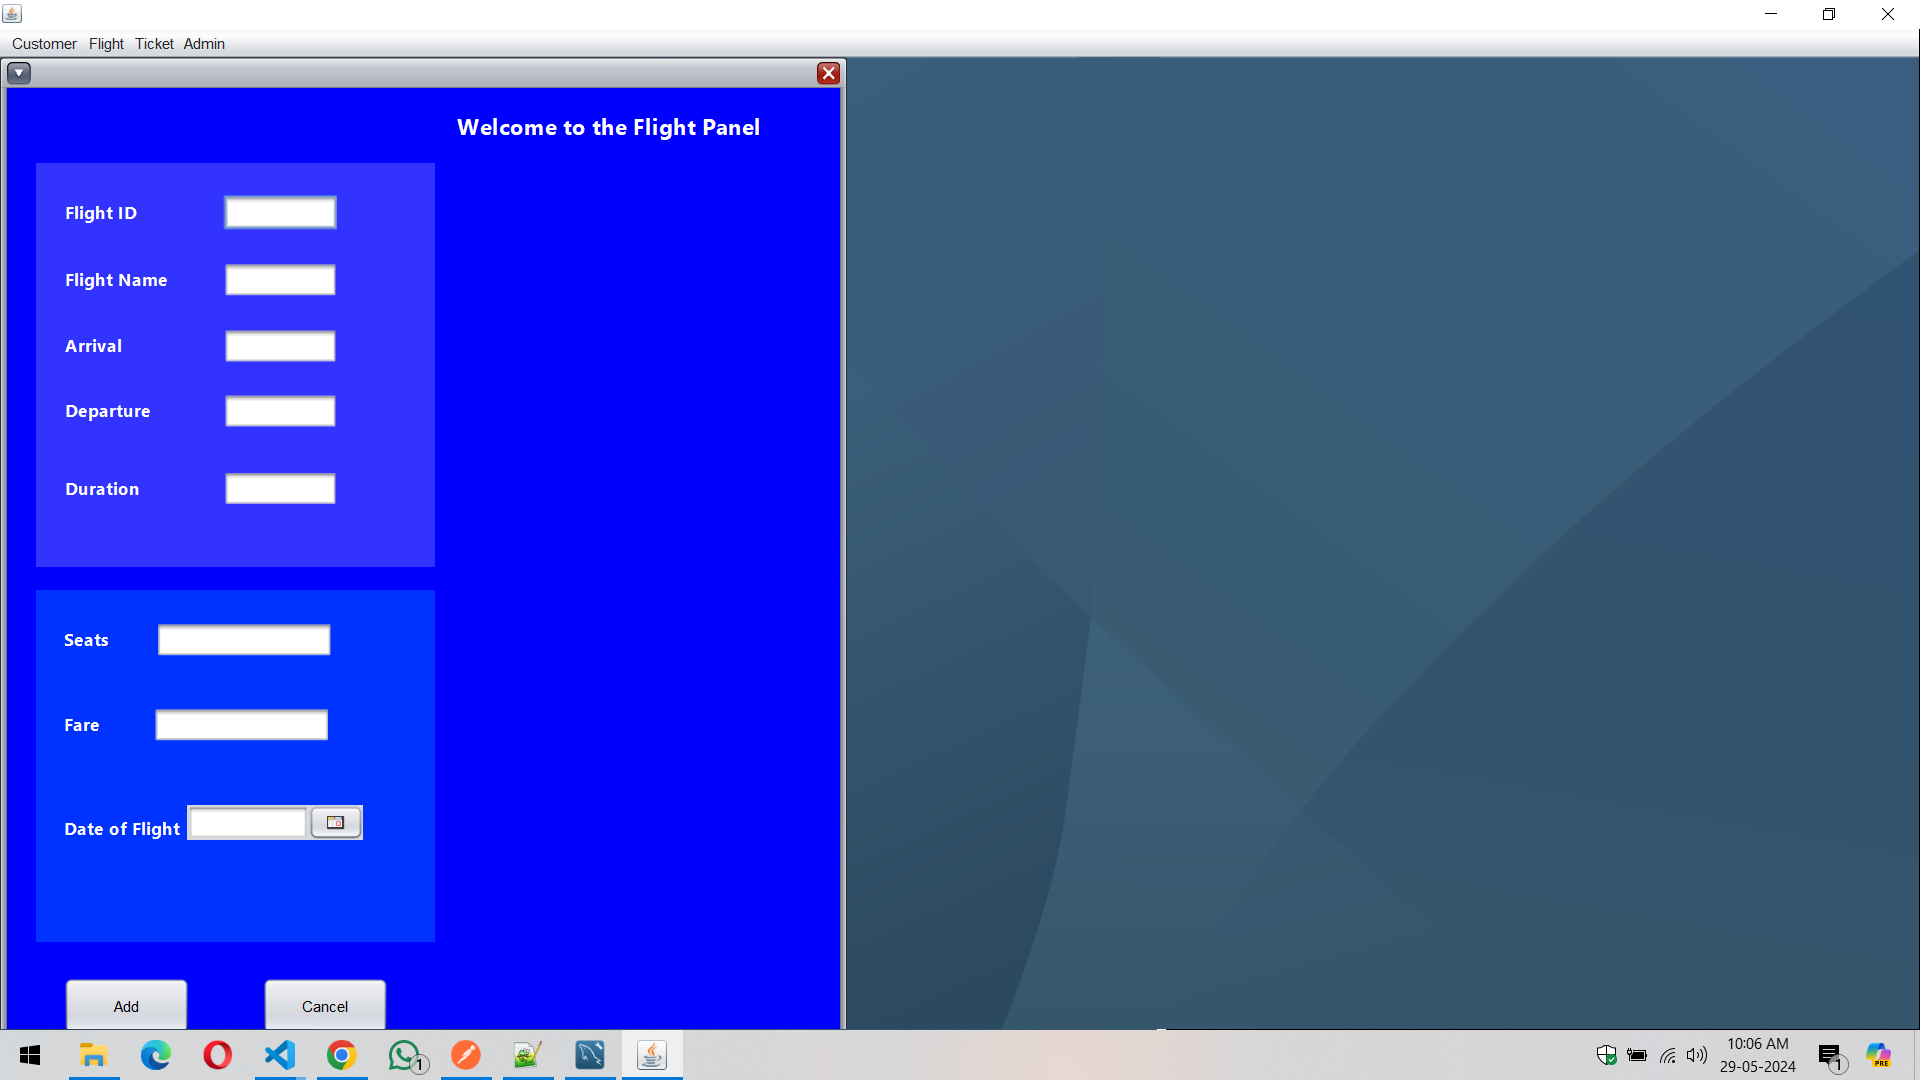 Customer Flight Ticket Admin
Welcome to the Flight Panel
Flight ID
Flight Name
Arrival
Departure
Duration
Seats
Fare
Date of Flight
Add Cancel
1
10:06 AM
29-05-2024
1
PRE